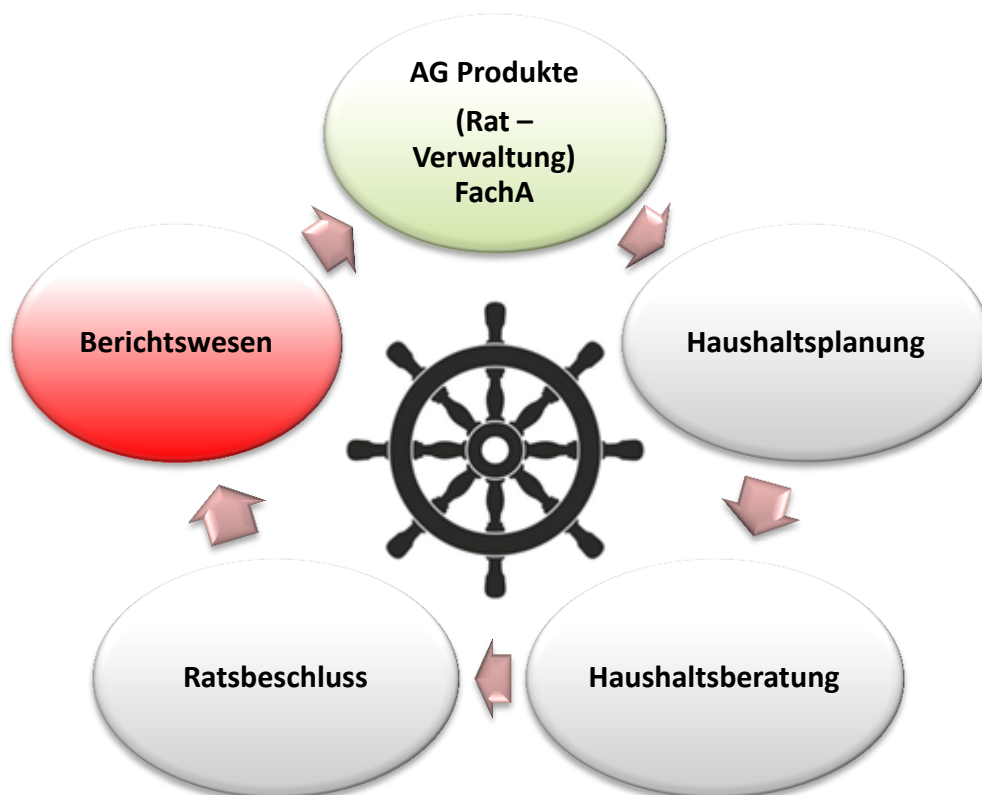 AG Produkte
(Rat –
Verwaltung)
FachA
Berichtswesen
Haushaltsplanung
Ratsbeschluss
Haushaltsberatung